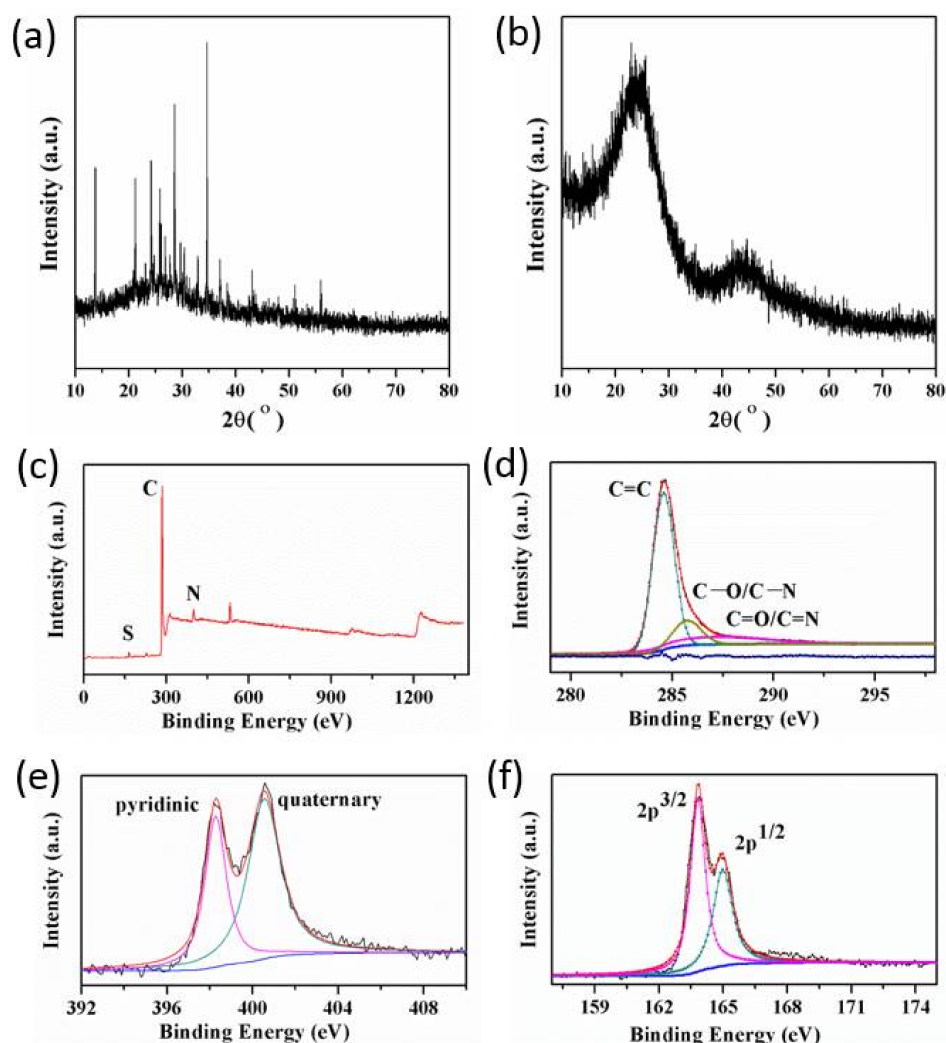 (a)
Intensity (a.u.)
10 20 30 40 50 60 70 80
2θ(°)
(b)
Intensity (a.u.)
10 20 30 40 50 60 70 80
2θ(°)
(c)
Intensity (a.u.)
C
N
S
0 300 600 900 1200
Binding Energy (eV)
(d)
Intensity (a.u.)
C=C
C—O/C—N
C=O/C=N
280 285 290 295
Binding Energy (eV)
(e)
Intensity (a.u.)
pyridinic
quaternary
392 396 400 404 408
Binding Energy (eV)
(f)
Intensity (a.u.)
2p3/2
2p1/2
159 162 165 168 171 174
Binding Energy (eV)